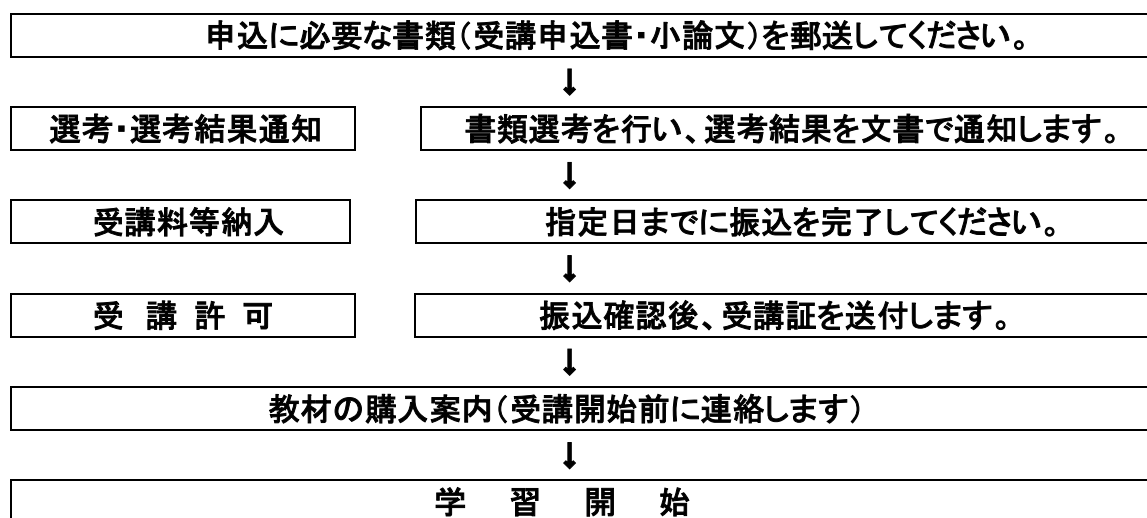 申込に必要な書類(受講申込書・小論文)を郵送してください。
↓
選考・選考結果通知 書類選考を行い、選考結果を文書で通知します。
↓
受講料等納入 指定日までに振込を完了してください。
↓
受講許可 振込確認後、受講証を送付します。
↓
教材の購入案内(受講開始前に連絡します)
↓
学習開始